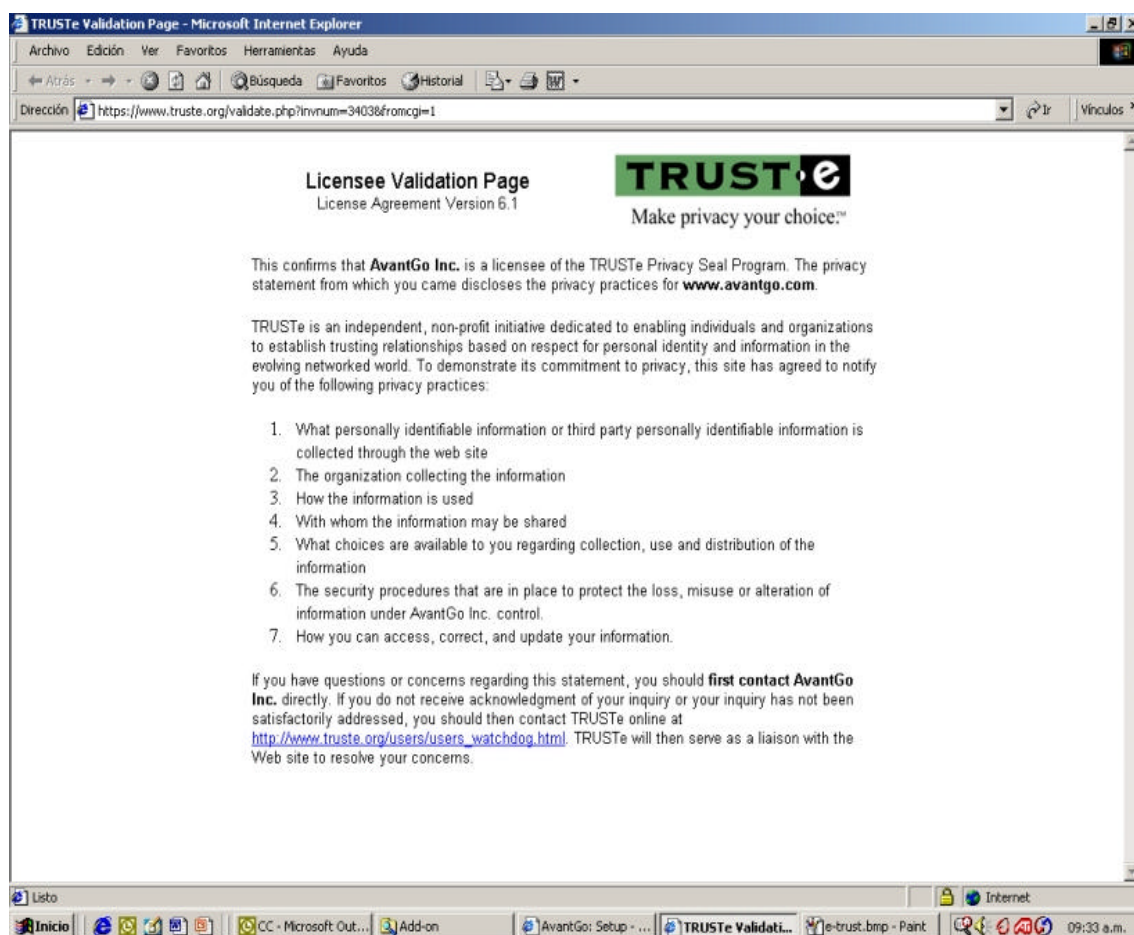 TRUSTe Validation Page - Microsoft Internet Explorer
Archivo Edición Ver Favoritos Herramientas Ayuda
Atrás Búsqueda Favoritos Historial
Dirección https://www.truste.org/validate.php?invnum=3403&fromcgi=1 Ir Vínculos
Licensee Validation Page
License Agreement Version 6.1
TRUST·e
Make privacy your choice.™
This confirms that AvantGo Inc. is a licensee of the TRUSTe Privacy Seal Program. The privacy
statement from which you came discloses the privacy practices for www.avantgo.com.
TRUSTe is an independent, non-profit initiative dedicated to enabling individuals and organizations
to establish trusting relationships based on respect for personal identity and information in the
evolving networked world. To demonstrate its commitment to privacy, this site has agreed to notify
you of the following privacy practices:
1. What personally identifiable information or third party personally identifiable information is
collected through the web site
2. The organization collecting the information
3. How the information is used
4. With whom the information may be shared
5. What choices are available to you regarding collection, use and distribution of the
information
6. The security procedures that are in place to protect the loss, misuse or alteration of
information under AvantGo Inc. control.
7. How you can access, correct, and update your information.
If you have questions or concerns regarding this statement, you should first contact AvantGo
Inc. directly. If you do not receive acknowledgment of your inquiry or your inquiry has not been
satisfactorily addressed, you should then contact TRUSTe online at
http://www.truste.org/users/users_watchdog.html. TRUSTe will then serve as a liaison with the
Web site to resolve your concerns.
Listo Internet
Inicio CC - Microsoft Out... Add-on AvantGo: Setup - ... TRUSTe Validati... e-trust.bmp - Paint 09:33 a.m.